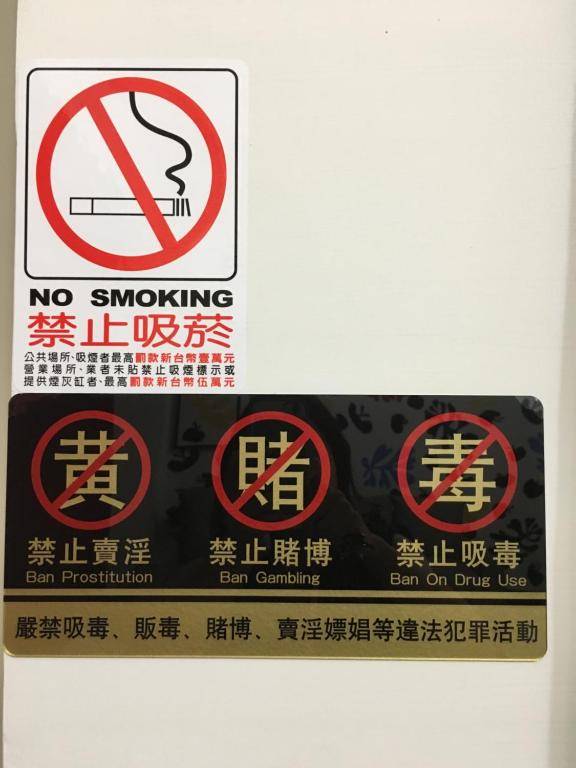 NO SMOKING
禁止吸菸
公共場所、吸煙者最高罰款新台幣壹萬元
營業場所、業者未貼禁止吸煙標示或
提供煙灰缸者、最高罰款新台幣伍萬元
黃 賭 毒
禁止賣淫 禁止賭博 禁止吸毒
Ban Prostitution Ban Gambling Ban On Drug Use
嚴禁吸毒、販毒、賭博、賣淫嫖娼等違法犯罪活動